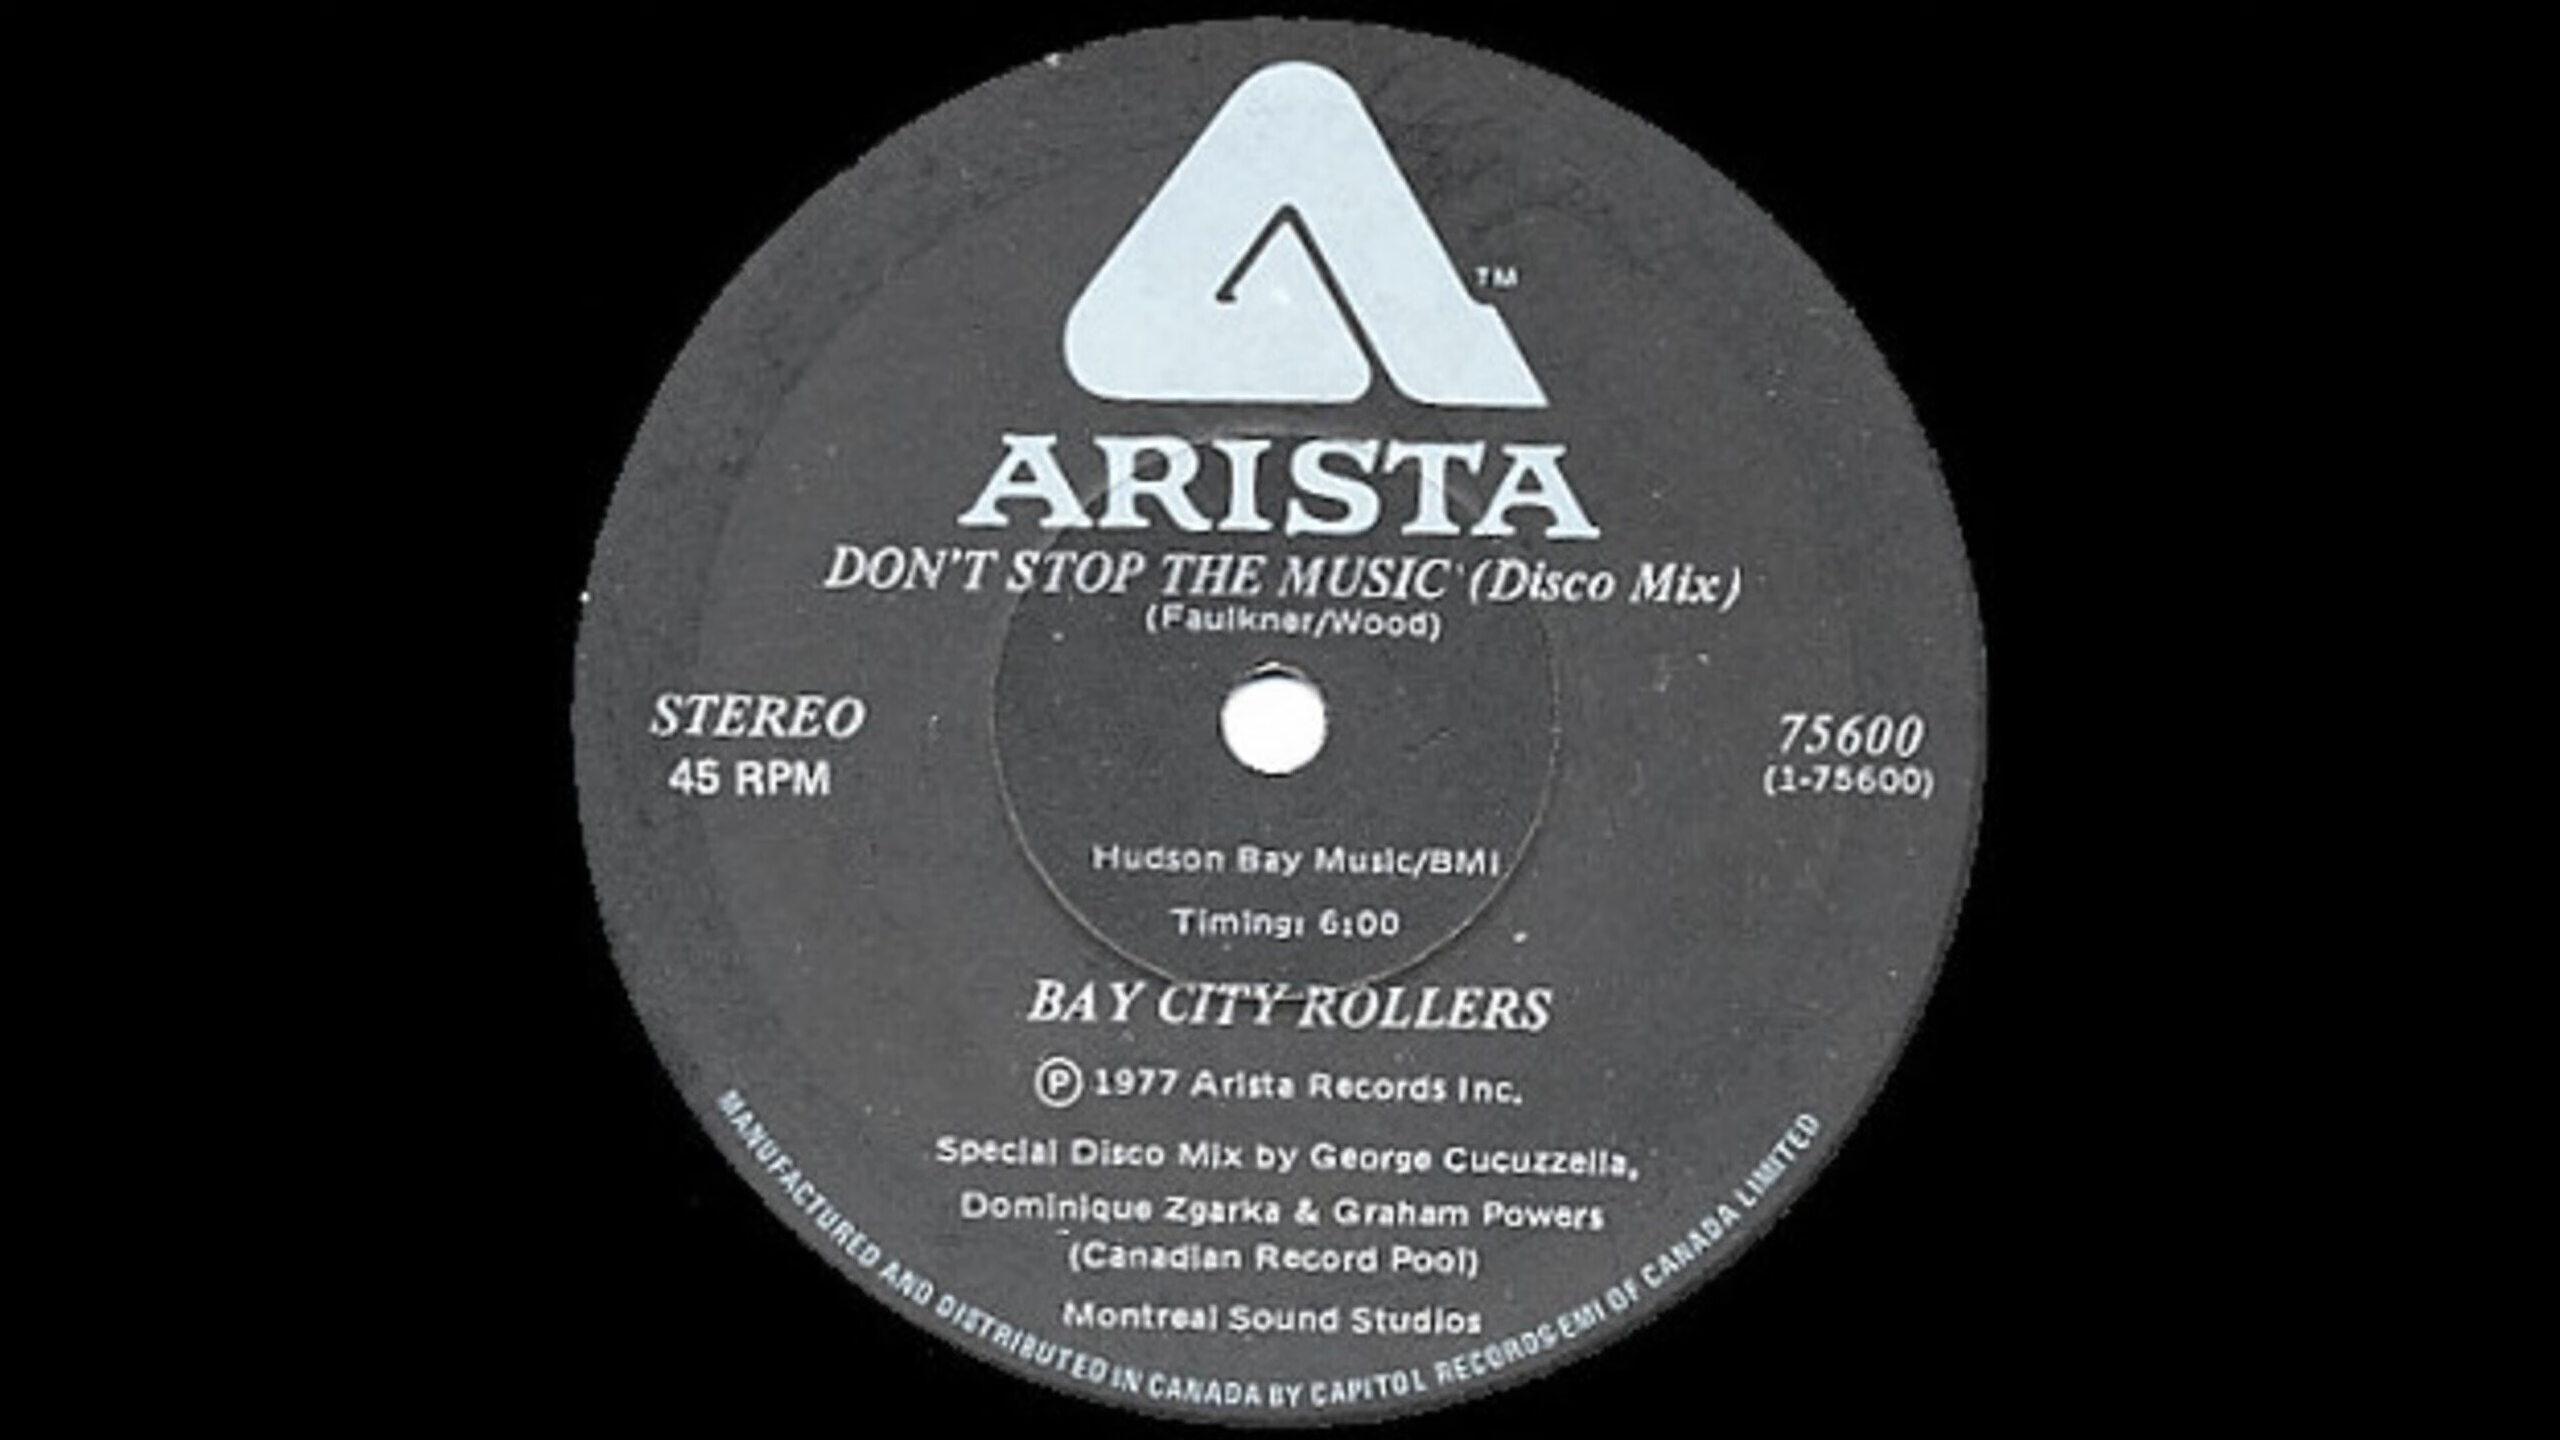 TM
ARISTA
DON'T STOP THE MUSIC (Disco Mix)
(Faulkner/Wood)
STEREO
45 RPM
75600
(1-75600)
Hudson Bay Music/BMI
Timing: 6:00
BAY CITY ROLLERS
Ⓟ 1977 Arista Records Inc.
Special Disco Mix by George Cucuzzella,
Dominique Zgarka & Graham Powers
(Canadian Record Pool)
Montreal Sound Studios
MANUFACTURED AND DISTRIBUTED IN CANADA BY CAPITOL RECORDS-EMI OF CANADA LIMITED